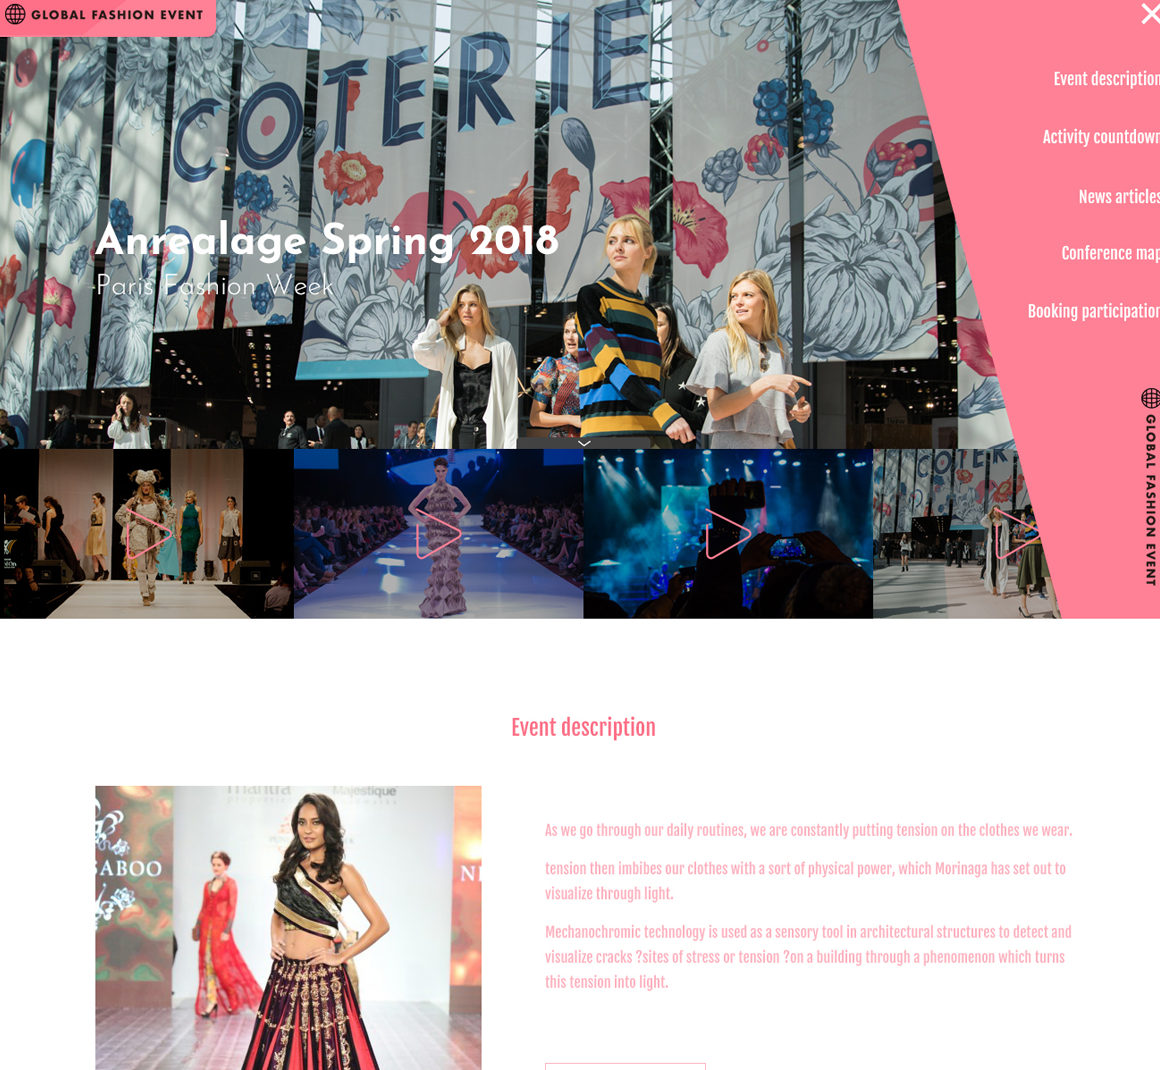 GLOBAL FASHION EVENT
COTERIE
Event description
Activity countdown
News articles
Conference map
Booking participation
Anrealage Spring 2018
Paris Fashion Week
GLOBAL FASHION EVENT
COTERIE
Event description
mantra
Majestique
SABOO
As we go through our daily routines, we are constantly putting tension on the clothes we wear.
tension then imbibes our clothes with a sort of physical power, which Morinaga has set out to
visualize through light.
Mechanochromic technology is used as a sensory tool in architectural structures to detect and
visualize cracks ?sites of stress or tension ?on a building through a phenomenon which turns
this tension into light.